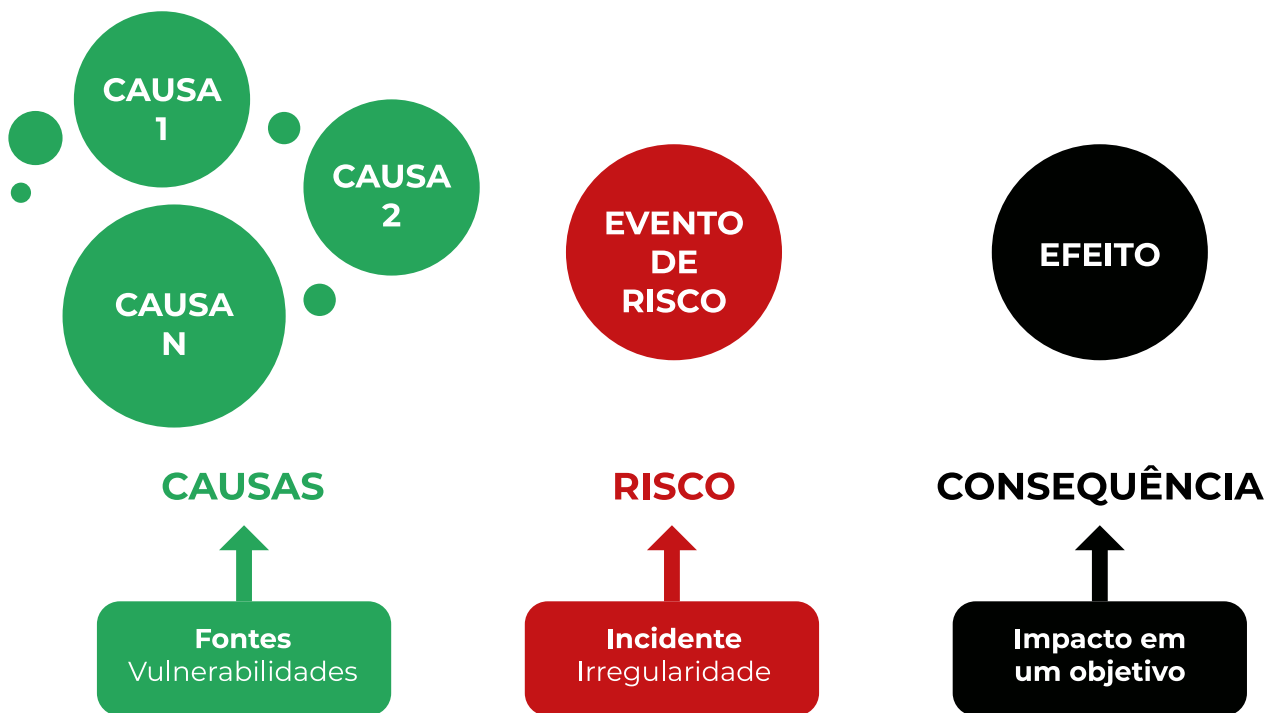 CAUSA
1
CAUSA
2
CAUSA
N
EVENTO
DE
RISCO
EFEITO
CAUSAS
RISCO
CONSEQUÊNCIA
Fontes
Vulnerabilidades
Incidente
Irregularidade
Impacto em
um objetivo